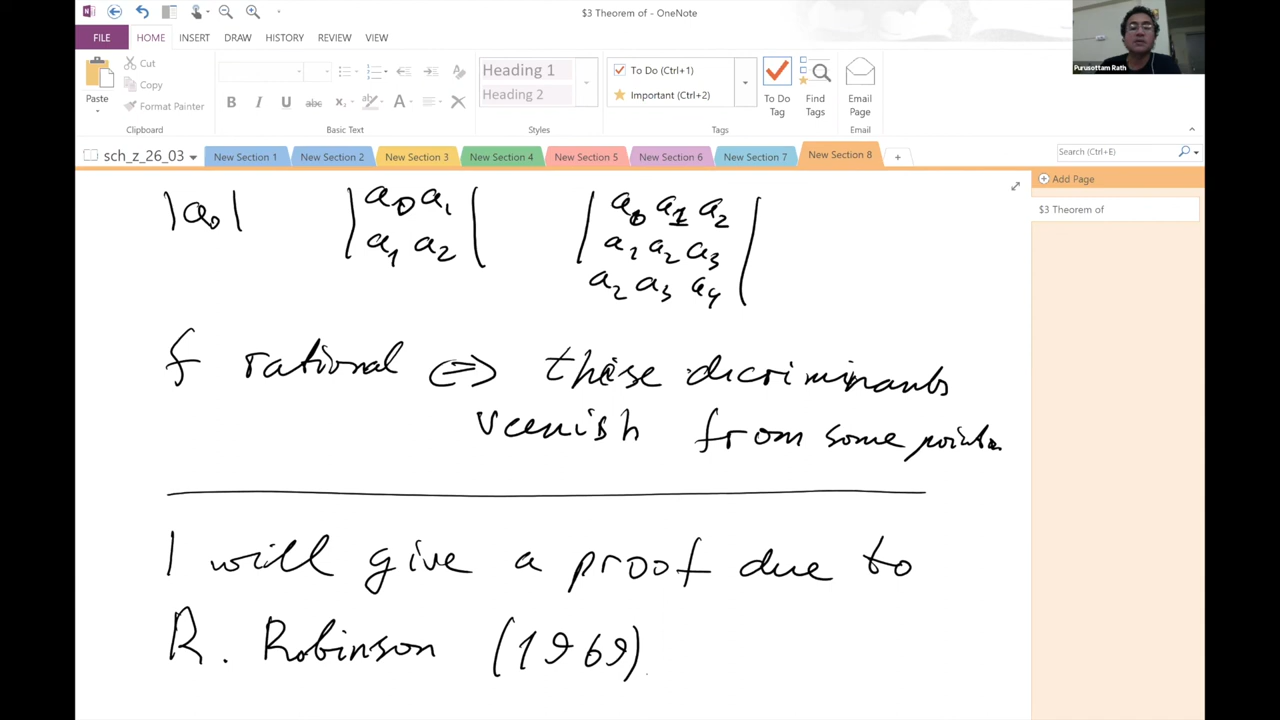 $3 Theorem of - OneNote
FILE HOME INSERT DRAW HISTORY REVIEW VIEW
Purusottam Rath
Paste
Cut
Copy
Format Painter
B I U abc
Heading 1
Heading 2
To Do (Ctrl+1)
Important (Ctrl+2)
To Do Tag
Find Tags
Email Page
Clipboard Basic Text Styles Tags Email
sch_z_26_03 New Section 1 New Section 2 New Section 3 New Section 4 New Section 5 New Section 6 New Section 7 New Section 8 +
Search (Ctrl+E)
Add Page
$3 Theorem of
|a₀| |a₀ a₁ |a₀ a₁ a₂
a₁ a₂| a₁ a₂ a₃
a₂ a₃ a₄|
f rational ⇔ these dicriminants
vanish from some point on
I will give a proof due to
R. Robinson (1969).